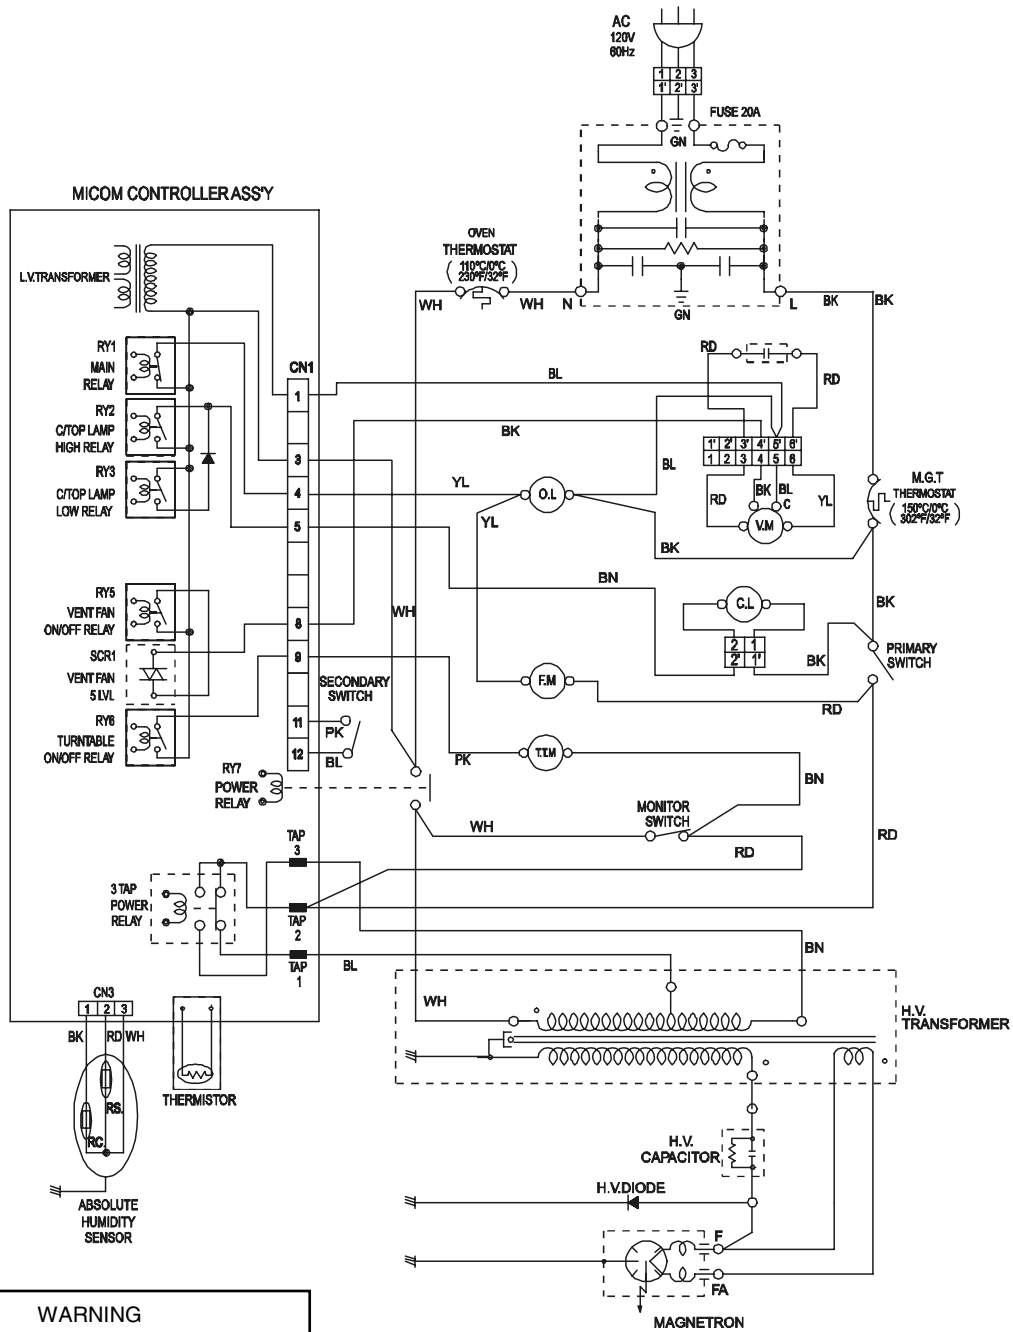 AC
120V
60Hz
1 2 3
1' 2' 3'
FUSE 20A
GN
MICOM CONTROLLER ASS'Y
OVEN
THERMOSTAT
( 110°C/0°C
230°F/32°F )
L.V.TRANSFORMER
WH
WH
N
GN
L
BK
BK
RY1
MAIN
RELAY
CN1
1
BL
RD
RD
RY2
C/TOP LAMP
HIGH RELAY
BK
1' 2' 3' 4' 5' 6'
1 2 3 4 5 6
RY3
C/TOP LAMP
LOW RELAY
3
4
5
YL
O.L
BL
YL
RD
BK
BL
C
YL
V.M
M.G.T
THERMOSTAT
( 150°C/0°C
302°F/32°F )
BK
BN
RY5
VENT FAN
ON/OFF RELAY
8
WH
C.L
BK
2 1
2' 1'
SCR1
VENT FAN
5 LVL
9
BK
PRIMARY
SWITCH
SECONDARY
SWITCH
F.M
RD
RY6
TURNTABLE
ON/OFF RELAY
11
PK
12
BL
PK
T.T.M
BN
RY7
POWER
RELAY
MONITOR
SWITCH
WH
RD
RD
TAP
3
3 TAP
POWER
RELAY
TAP
2
TAP
1
BL
BN
CN3
1 2 3
BK RD WH
WH
H.V.
TRANSFORMER
RS.
RC.
THERMISTOR
H.V.
CAPACITOR
H.V.DIODE
ABSOLUTE
HUMIDITY
SENSOR
F
FA
MAGNETRON
WARNING